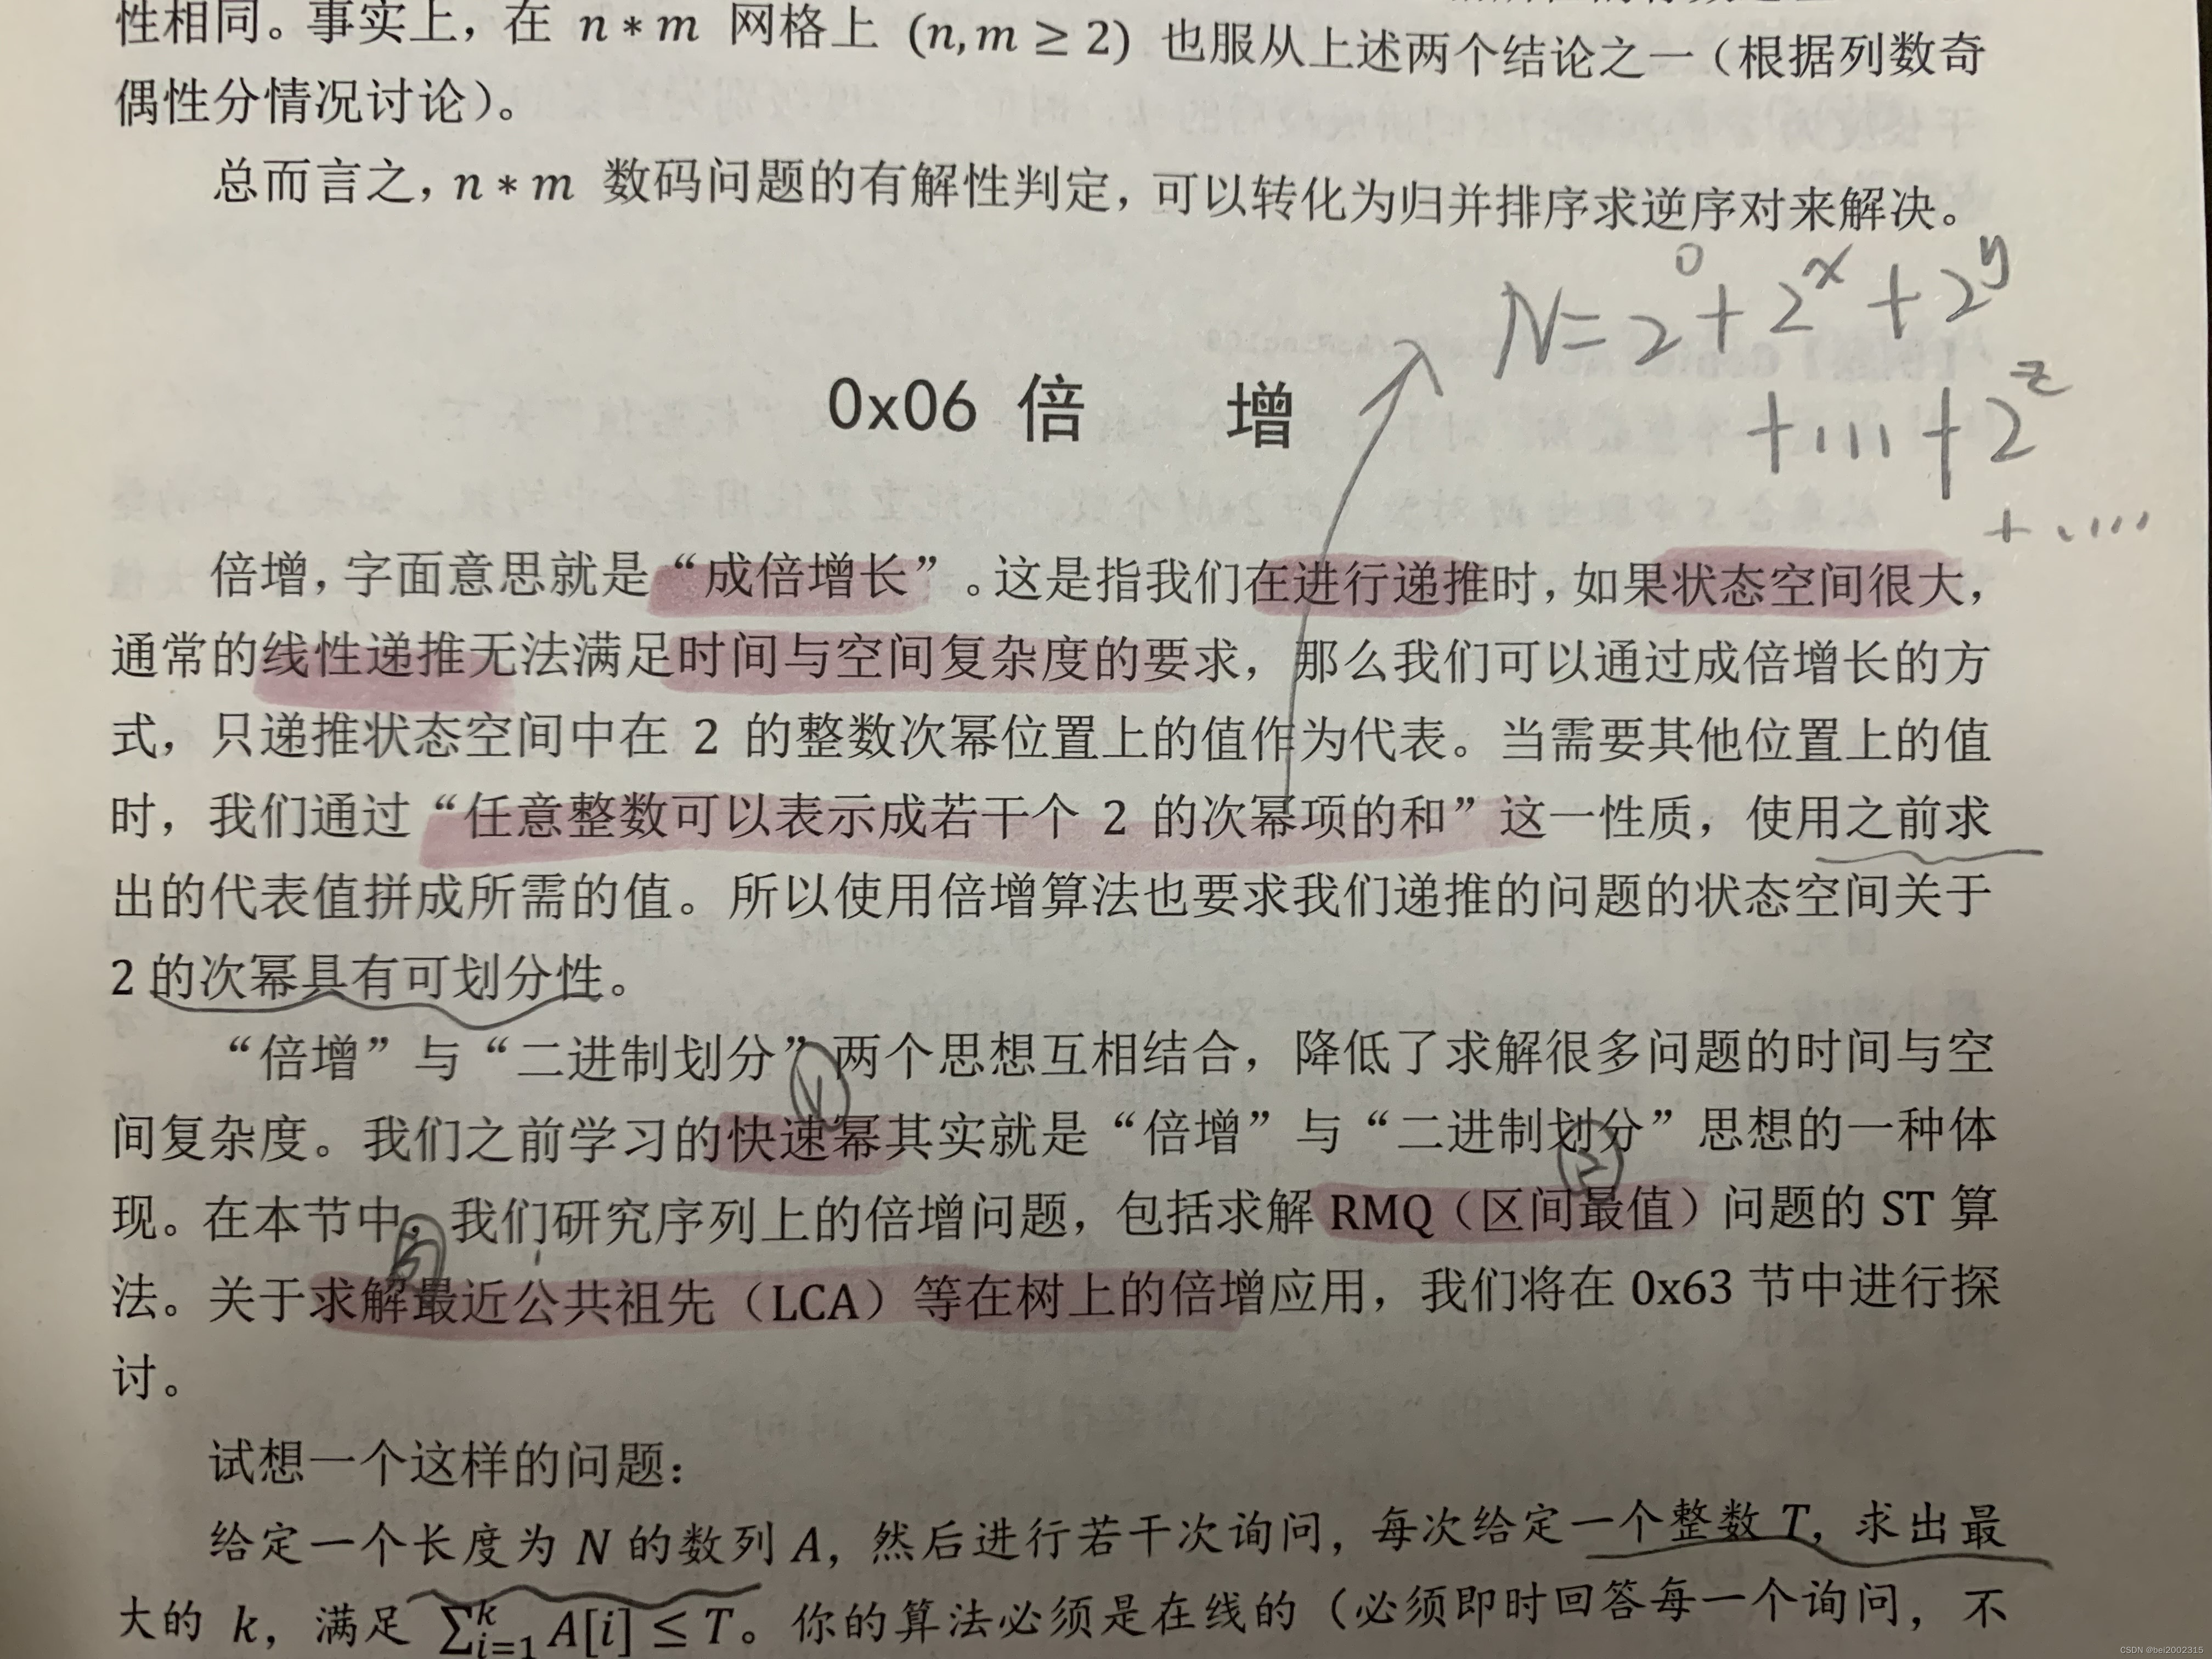 性相同。事实上，在 n * m 网格上 (n, m ≥ 2) 也服从上述两个结论之一（根据列数奇
偶性分情况讨论）。
总而言之，n * m 数码问题的有解性判定，可以转化为归并排序求逆序对来解决。
N=2^0+2^x+2^y
+...+2^z
+....
0x06 倍 增
倍增，字面意思就是“成倍增长”。这是指我们在进行递推时，如果状态空间很大，
通常的线性递推无法满足时间与空间复杂度的要求，那么我们可以通过成倍增长的方
式，只递推状态空间中在 2 的整数次幂位置上的值作为代表。当需要其他位置上的值
时，我们通过“任意整数可以表示成若干个 2 的次幂项的和”这一性质，使用之前求
出的代表值拼成所需的值。所以使用倍增算法也要求我们递推的问题的状态空间关于
2 的次幂具有可划分性。
“倍增”与“二进制划分”两个思想互相结合，降低了求解很多问题的时间与空
①
间复杂度。我们之前学习的快速幂其实就是“倍增”与“二进制划分”思想的一种体
②
现。在本节中，我们研究序列上的倍增问题，包括求解 RMQ（区间最值）问题的 ST 算
法。关于求解最近公共祖先（LCA）等在树上的倍增应用，我们将在 0x63 节中进行探
讨。
试想一个这样的问题：
给定一个长度为 N 的数列 A，然后进行若干次询问，每次给定一个整数 T，求出最
大的 k，满足 ∑_{i=1}^{k} A[i] ≤ T。你的算法必须是在线的（必须即时回答每一个询问，不
CSDN @bei2002315